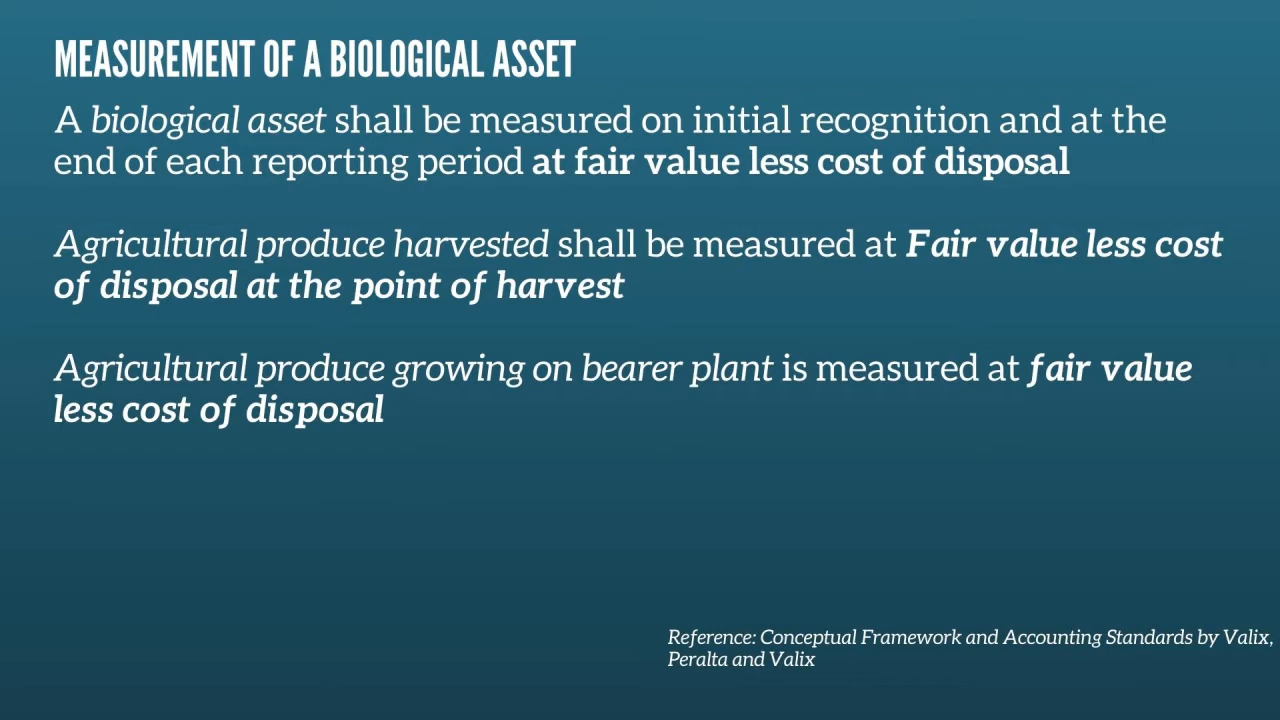 MEASUREMENT OF A BIOLOGICAL ASSET
A biological asset shall be measured on initial recognition and at the
end of each reporting period at fair value less cost of disposal
Agricultural produce harvested shall be measured at Fair value less cost
of disposal at the point of harvest
Agricultural produce growing on bearer plant is measured at fair value
less cost of disposal
Reference: Conceptual Framework and Accounting Standards by Valix,
Peralta and Valix